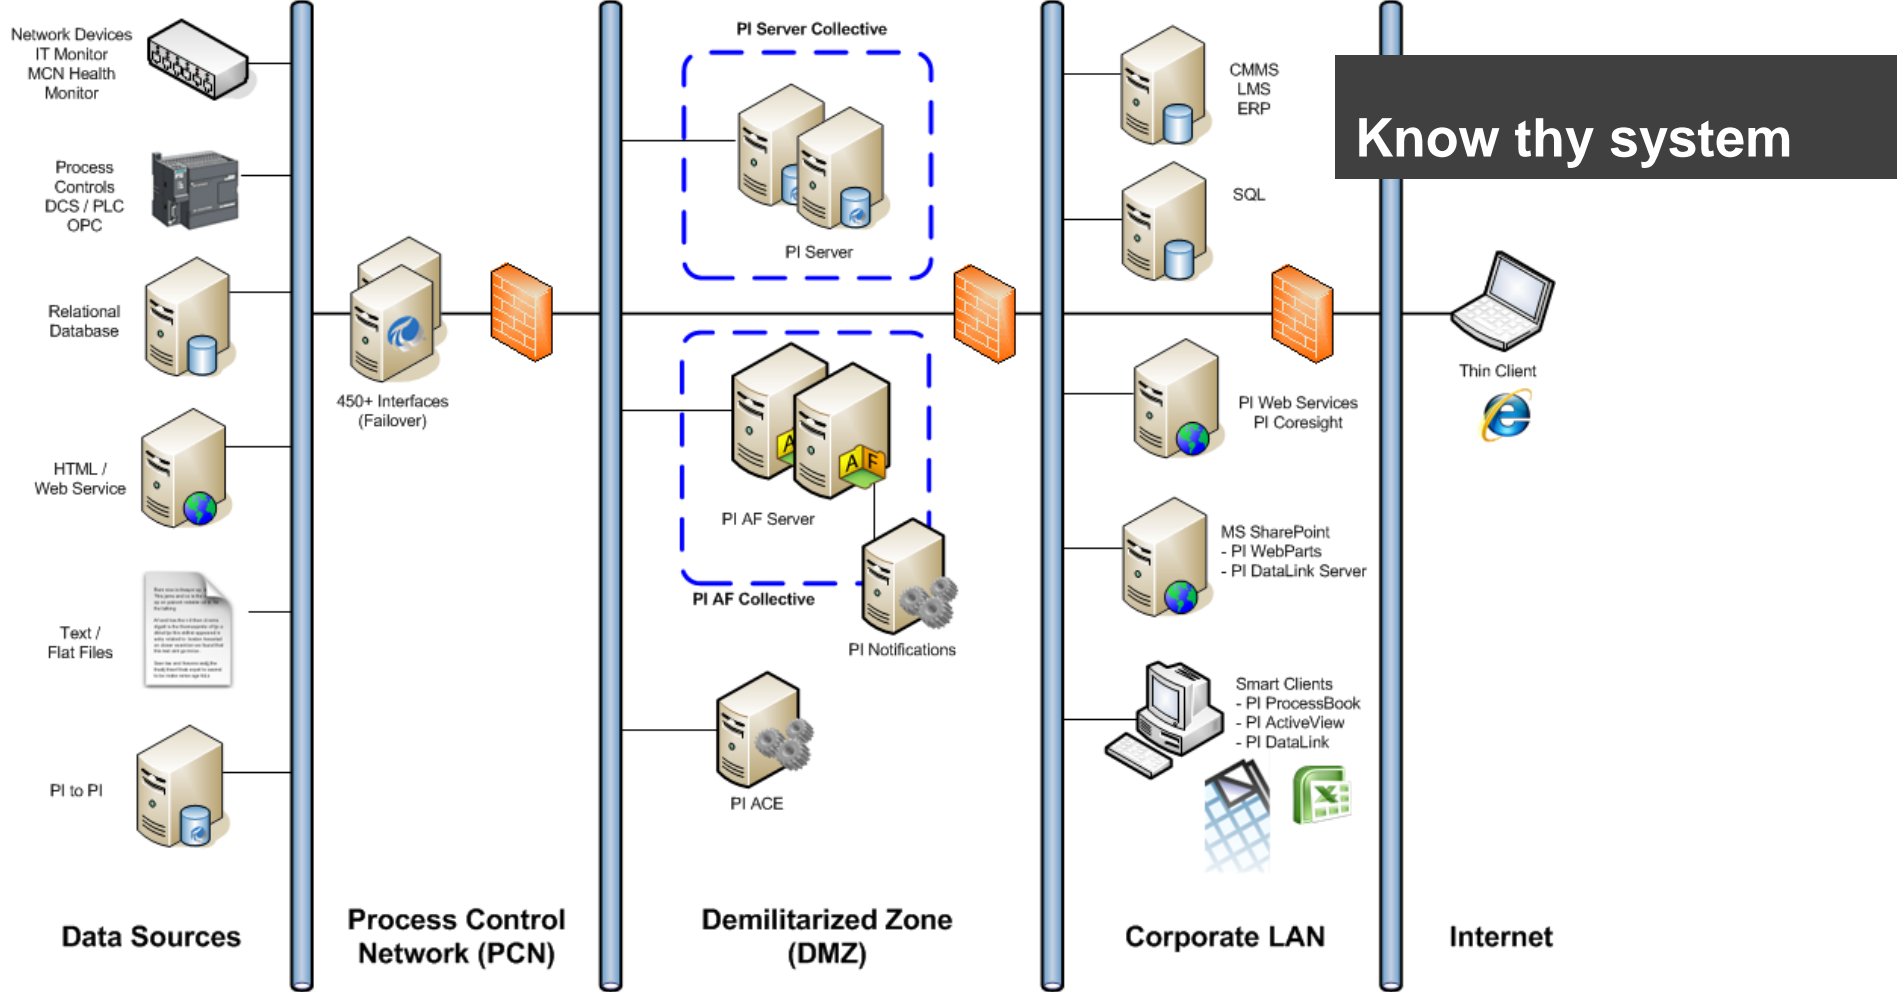 Know thy system
Network Devices
IT Monitor
MCN Health
Monitor
Process
Controls
DCS / PLC
OPC
Relational
Database
HTML /
Web Service
Text /
Flat Files
PI to PI
Data Sources
450+ Interfaces
(Failover)
Process Control
Network (PCN)
PI Server Collective
PI Server
A
A F
PI AF Server
PI AF Collective
PI Notifications
PI ACE
Demilitarized Zone
(DMZ)
CMMS
LMS
ERP
SQL
PI Web Services
PI Coresight
MS SharePoint
- PI WebParts
- PI DataLink Server
Smart Clients
- PI ProcessBook
- PI ActiveView
- PI DataLink
X
Corporate LAN
Thin Client
Internet